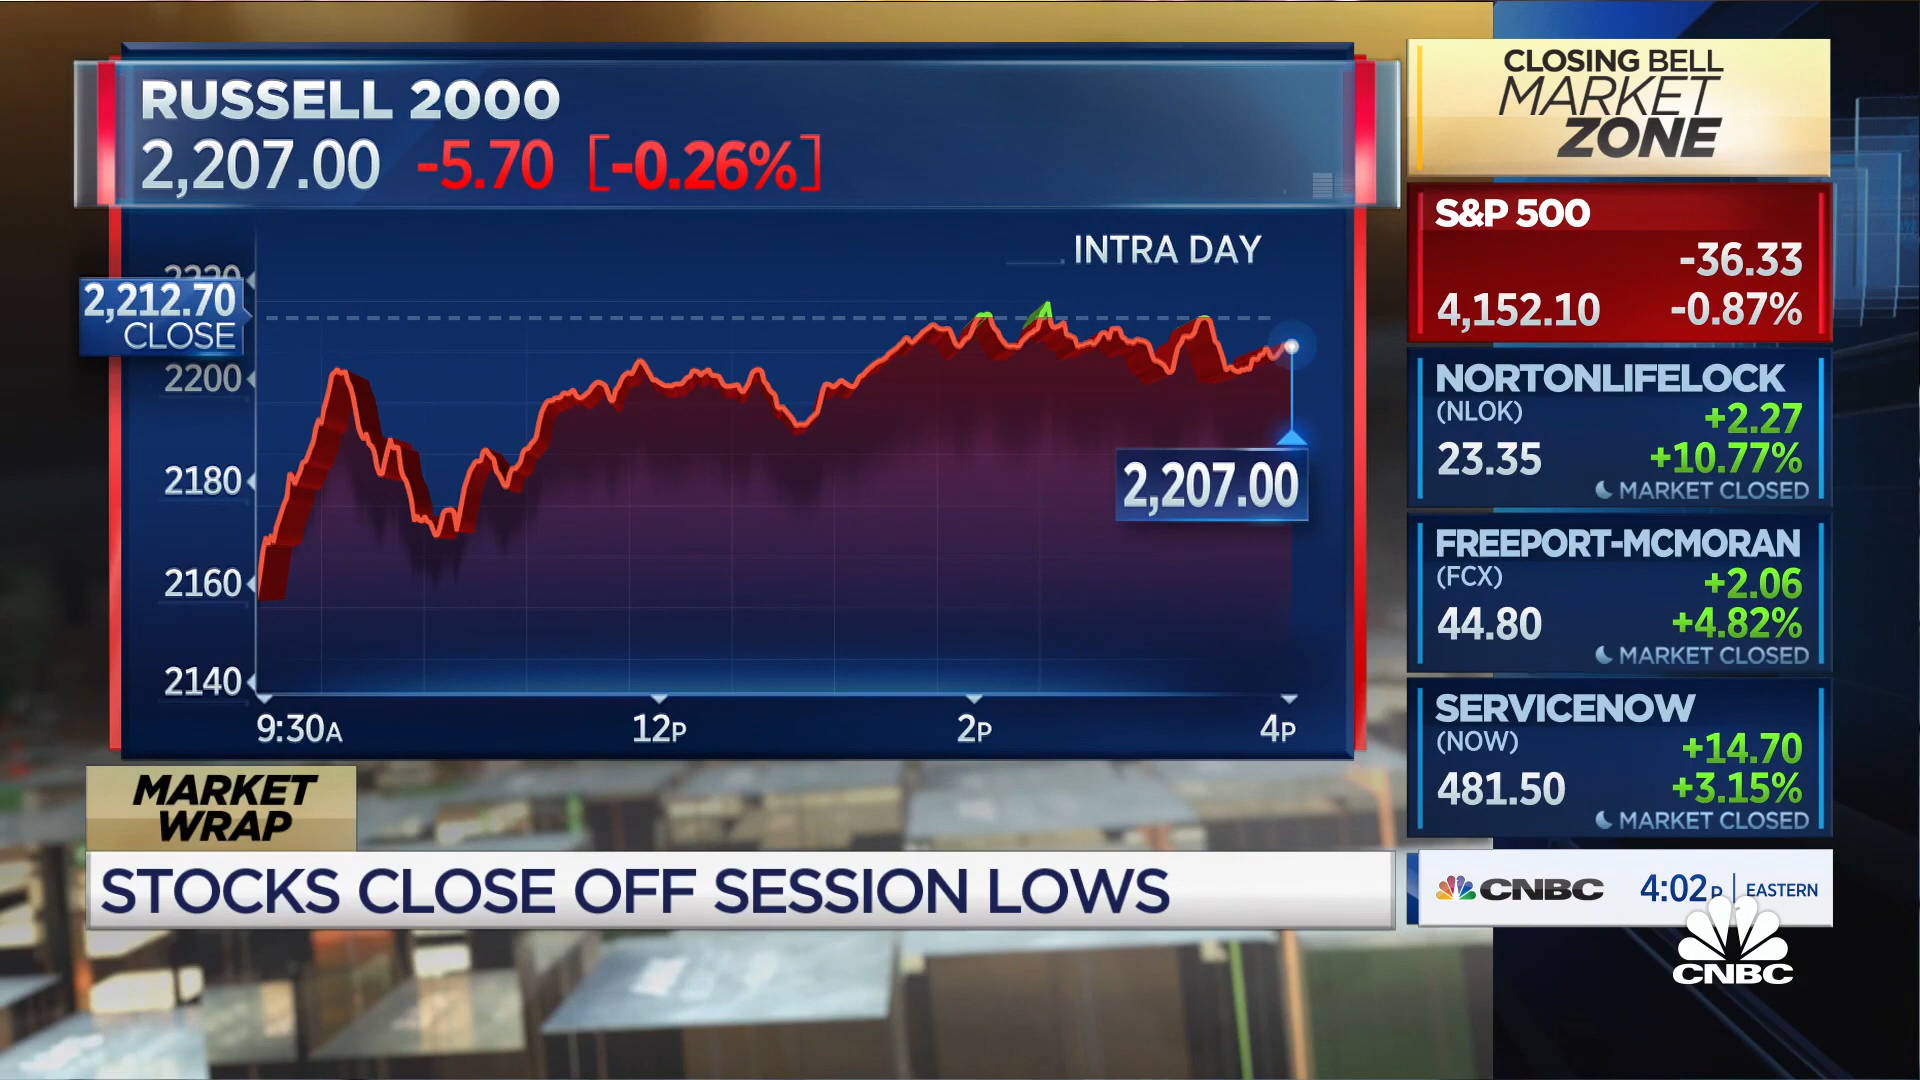 RUSSELL 2000
2,207.00 -5.70 [-0.26%]
INTRA DAY
2220
2,212.70
CLOSE
2200
2180
2160
2140
2,207.00
9:30A 12P 2P 4P
MARKET
WRAP
STOCKS CLOSE OFF SESSION LOWS
CLOSING BELL
MARKET
ZONE
S&P 500
-36.33
4,152.10 -0.87%
NORTONLIFELOCK
(NLOK) +2.27
23.35 +10.77%
MARKET CLOSED
FREEPORT-MCMORAN
(FCX) +2.06
44.80 +4.82%
MARKET CLOSED
SERVICENOW
(NOW) +14.70
481.50 +3.15%
MARKET CLOSED
CNBC 4:02P EASTERN
CNBC